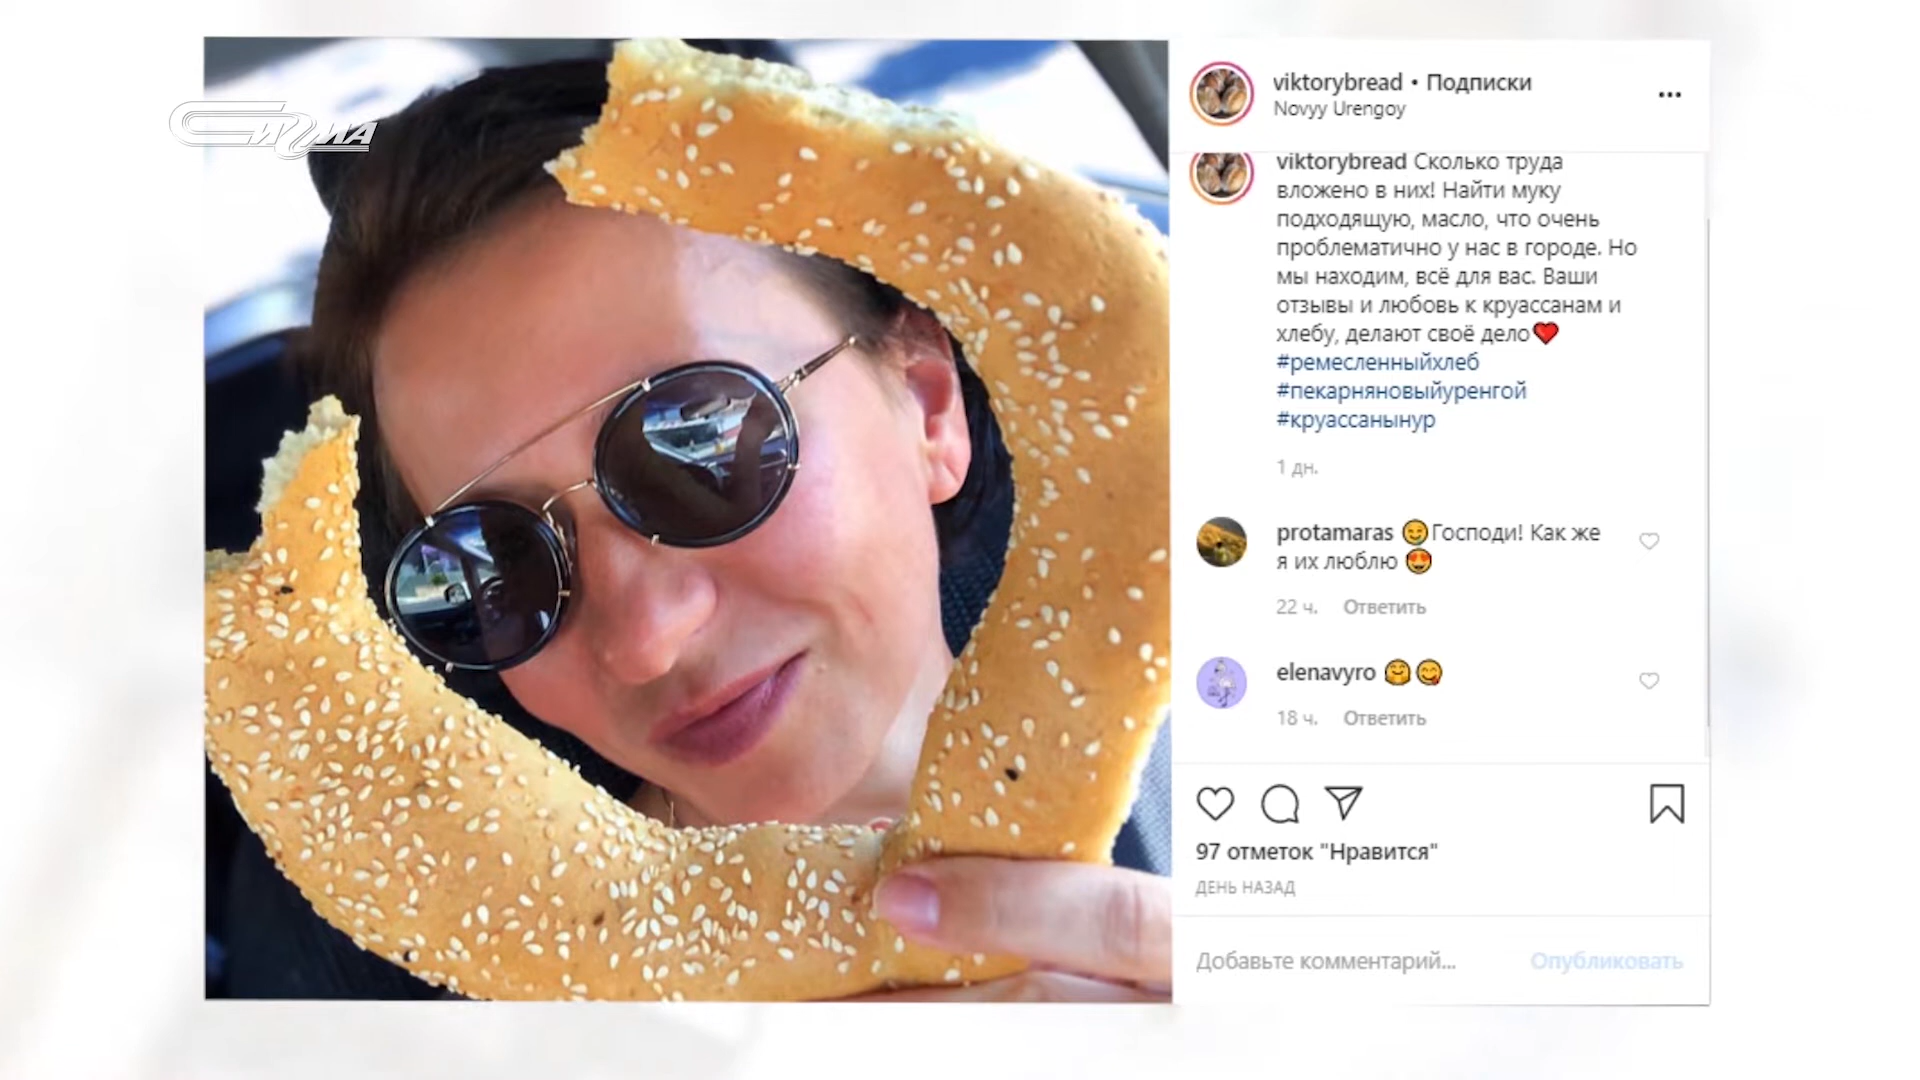 СИГМА
viktorybread • Подписки
Novyy Urengoy
viktorybread Сколько труда
вложено в них! Найти муку
подходящую, масло, что очень
проблематично у нас в городе. Но
мы находим, всё для вас. Ваши
отзывы и любовь к круассанам и
хлебу, делают своё дело❤️
#ремесленныйхлеб
#пекарняновыйуренгой
#круассанынур
1 дн.
protamaras 😉Господи! Как же
я их люблю 😍
22 ч. Ответить
elenavyro 🤗😋
18 ч. Ответить
97 отметок "Нравится"
ДЕНЬ НАЗАД
Добавьте комментарий... Опубликовать